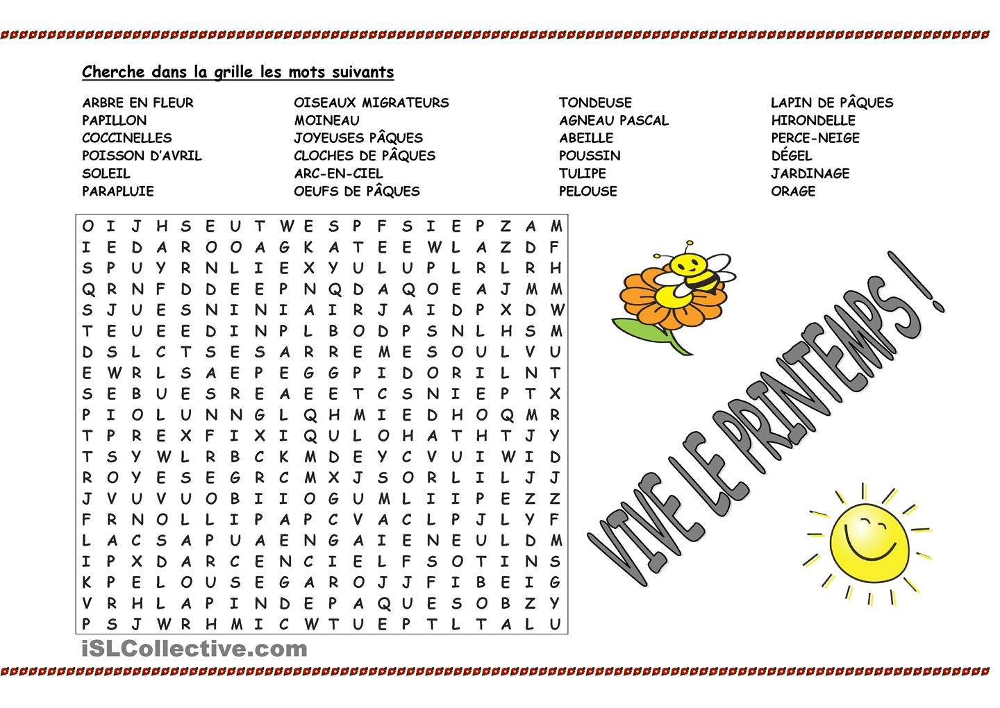 Cherche dans la grille les mots suivants
ARBRE EN FLEUR OISEAUX MIGRATEURS TONDEUSE LAPIN DE PÂQUES
PAPILLON MOINEAU AGNEAU PASCAL HIRONDELLE
COCCINELLES JOYEUSES PÂQUES ABEILLE PERCE-NEIGE
POISSON D'AVRIL CLOCHES DE PÂQUES POUSSIN DÉGEL
SOLEIL ARC-EN-CIEL TULIPE JARDINAGE
PARAPLUIE OEUFS DE PÂQUES PELOUSE ORAGE
O I J H S E U T W E S P F S I E P Z A M
I E D A R O O A G K A T E E W L A Z D F
S P U Y R N L I E X Y U L U P L R L R H
Q R N F D D E E P N Q D A Q O E A J M M
S J U E S N I N I A I R J A I D P X D W
T E U E E D I N P L B O D P S N L H S M
D S L C T S E S A R R E M E S O U L V U
E W R L S A E P E G G P I D O R I L N T
S E B U E S R E A E E T C S N I E P T X
P I O L U N N G L Q H M I E D H O Q M R
T P R E X F I X I Q U L O H A T H T J Y
T S Y W L R B C K M D E Y C V U I W I D
R O Y E S E G R C M X J S O R L I L J J
J V U V U O B I I O G U M L I I P E Z Z
F R N O L L I P A P C V A C L P J L Y F
L A C S A P U A E N G A I E N E U L D M
I P X D A R C E N C I E L F S O T I N S
K P E L O U S E G A R O J J F I B E I G
V R H L A P I N D E P A Q U E S O B Z Y
P S J W R H M I C W T U E P T L T A L U
VIVE LE PRINTEMPS !
iSLCollective.com